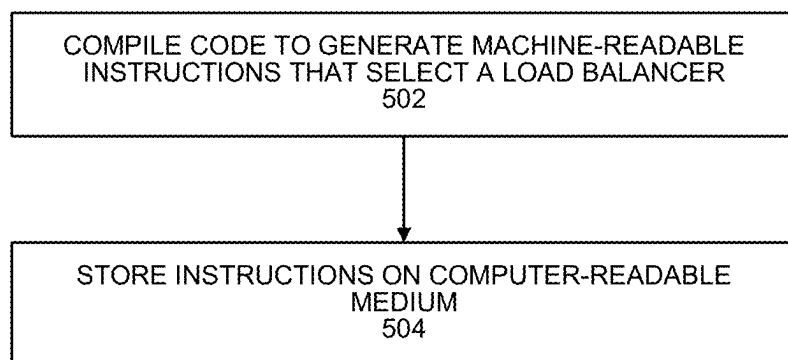 COMPILE CODE TO GENERATE MACHINE-READABLE
INSTRUCTIONS THAT SELECT A LOAD BALANCER
502
STORE INSTRUCTIONS ON COMPUTER-READABLE
MEDIUM
504